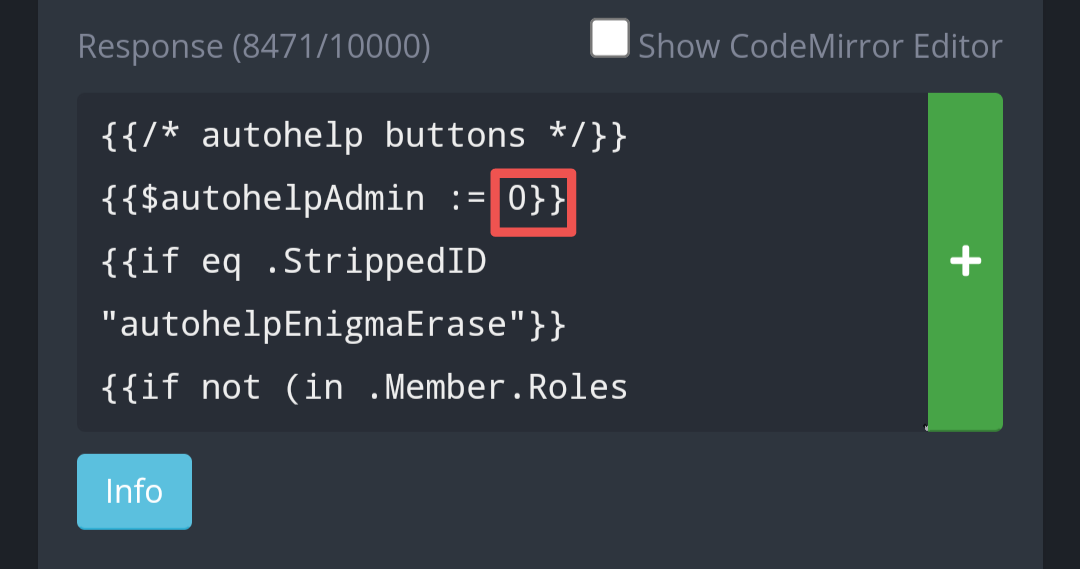 Response (8471/10000)
Show CodeMirror Editor
{{/* autohelp buttons */}}
{{$autohelpAdmin := 0}}
{{if eq .StrippedID
"autohelpEnigmaErase"}}
{{if not (in .Member.Roles
+
Info